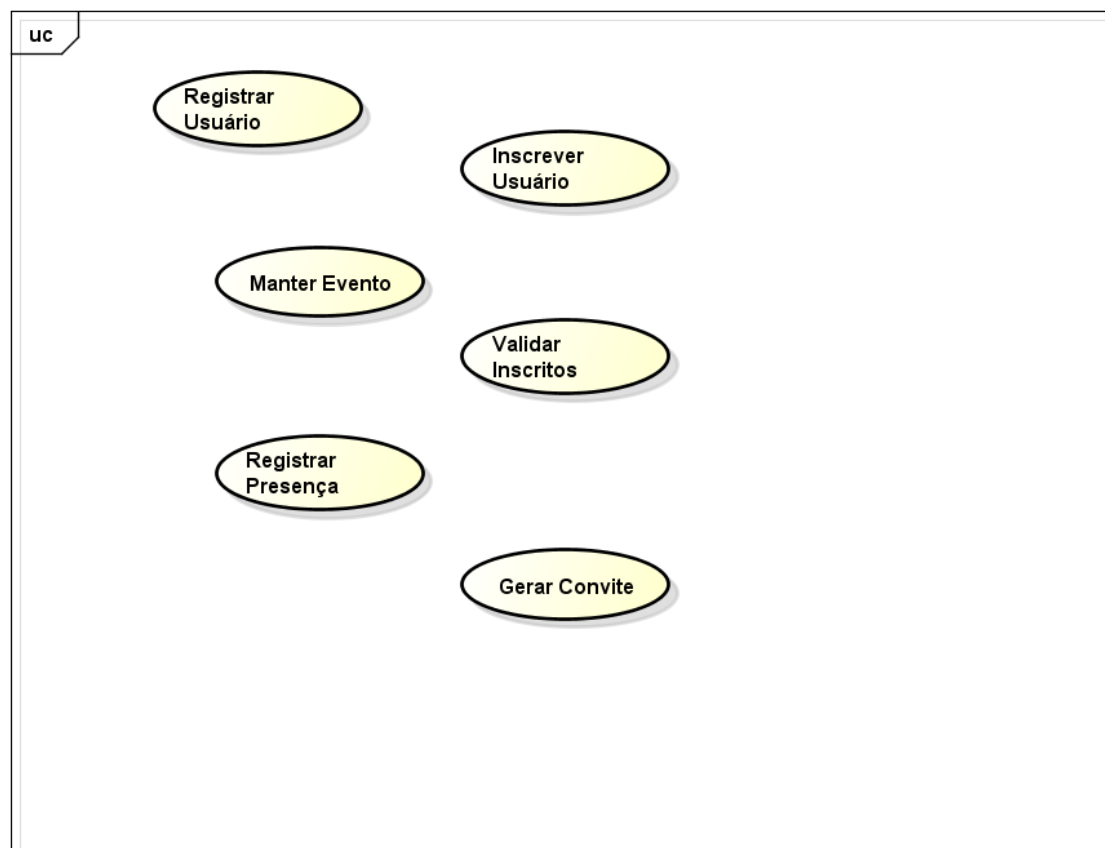 uc
Registrar
Usuário
Inscrever
Usuário
Manter Evento
Validar
Inscritos
Registrar
Presença
Gerar Convite